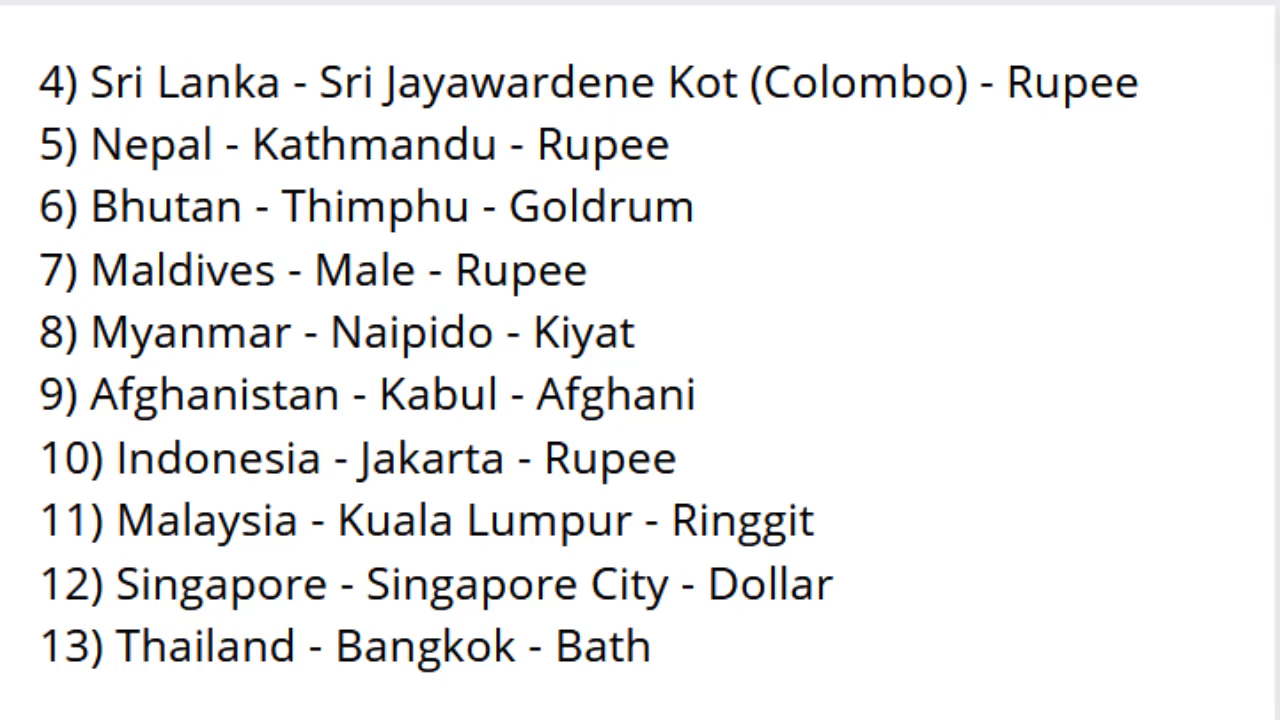 4) Sri Lanka - Sri Jayawardene Kot (Colombo) - Rupee
5) Nepal - Kathmandu - Rupee
6) Bhutan - Thimphu - Goldrum
7) Maldives - Male - Rupee
8) Myanmar - Naipido - Kiyat
9) Afghanistan - Kabul - Afghani
10) Indonesia - Jakarta - Rupee
11) Malaysia - Kuala Lumpur - Ringgit
12) Singapore - Singapore City - Dollar
13) Thailand - Bangkok - Bath